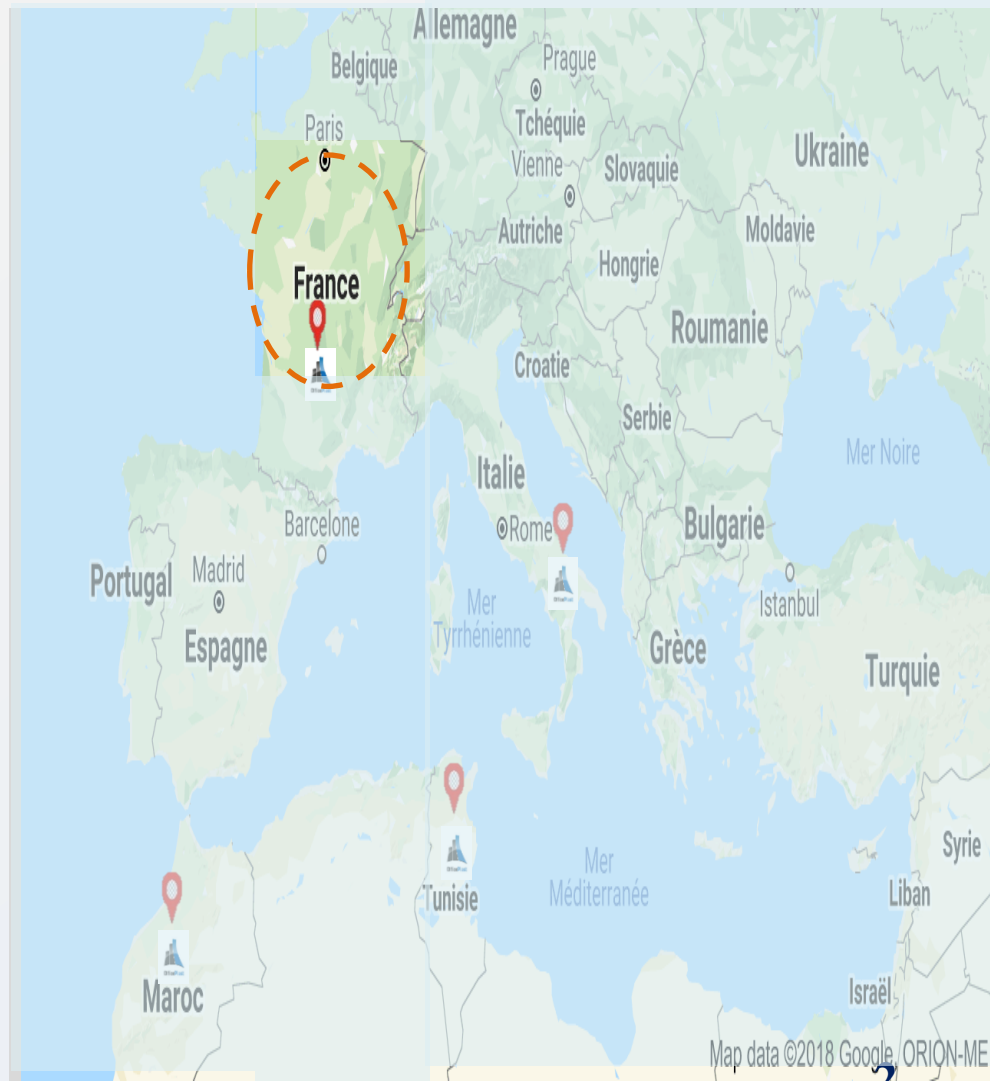 Allemagne
Prague
Belgique
Tchéquie
Paris
Ukraine
Vienne
Slovaquie
Autriche
Moldavie
Hongrie
France
Roumanie
Croatie
Serbie
Mer Noire
Italie
Barcelone
Rome
Bulgarie
Portugal
Madrid
Istanbul
Mer
Tyrrhénienne
Espagne
Grèce
Turquie
Syrie
Mer
Méditerranée
Tunisie
Liban
Maroc
Israël
Map data ©2018 Google, ORION-ME